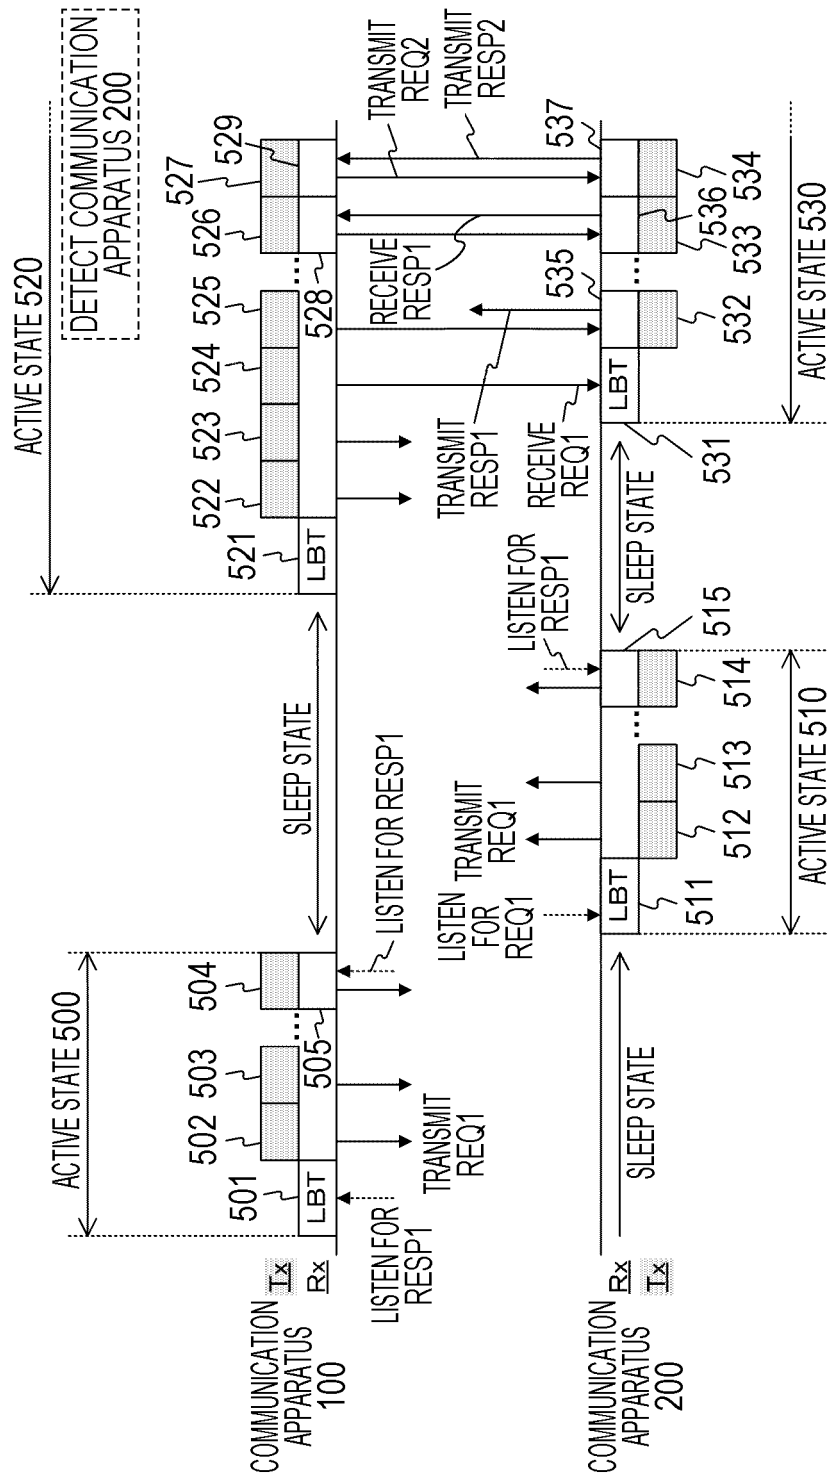 ACTIVE STATE 500
ACTIVE STATE 520
DETECT COMMUNICATION
APPARATUS 200
COMMUNICATION
APPARATUS
100
Tx
Rx
501
502
503
504
505
LBT
LISTEN FOR
RESP1
TRANSMIT
REQ1
LISTEN FOR RESP1
SLEEP STATE
521
522
523
524
525
526
527
528
529
LBT
RECEIVE
RESP1
TRANSMIT
REQ2
TRANSMIT
RESP2
LISTEN
FOR
REQ1
TRANSMIT
REQ1
LISTEN FOR
RESP1
TRANSMIT
RESP1
RECEIVE
REQ1
535
537
COMMUNICATION
APPARATUS
200
Rx
Tx
SLEEP STATE
LBT
511
512
513
514
515
SLEEP STATE
LBT
531
532
533
536
534
ACTIVE STATE 510
ACTIVE STATE 530